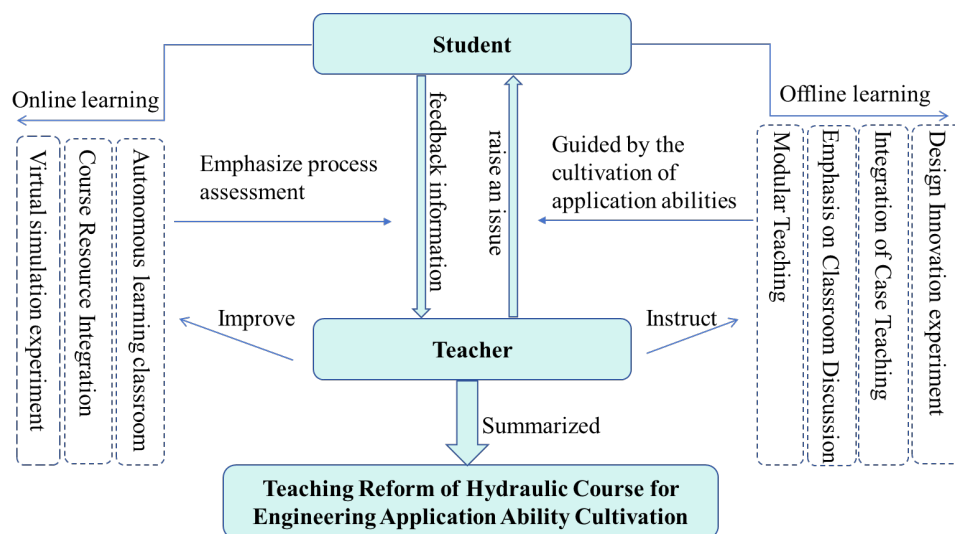 Student
Online learning
Offline learning
Virtual simulation experiment
Course Resource Integration
Autonomous learning classroom
Emphasize process
assessment
feedback information
raise an issue
Guided by the
cultivation of
application abilities
Modular Teaching
Emphasis on Classroom Discussion
Integration of Case Teaching
Design Innovation experiment
Improve
Teacher
Instruct
Summarized
Teaching Reform of Hydraulic Course for
Engineering Application Ability Cultivation